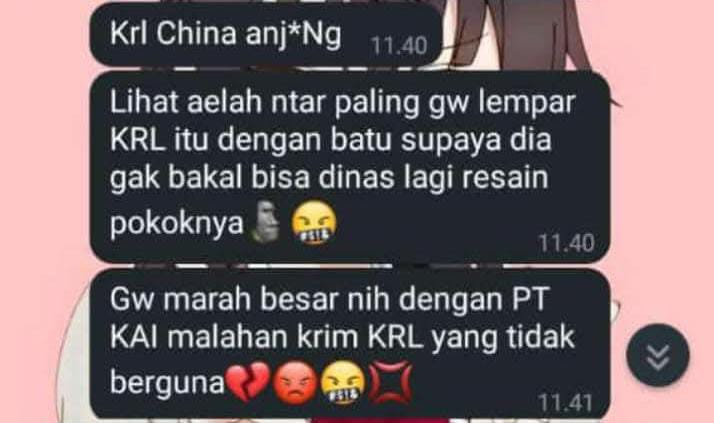 Krl China anj*Ng 11.40
Lihat aelah ntar paling gw lempar
KRL itu dengan batu supaya dia
gak bakal bisa dinas lagi resain
pokoknya🗿🤬
11.40
Gw marah besar nih dengan PT
KAI malahan krim KRL yang tidak
berguna💔😡🤬💢
11.41